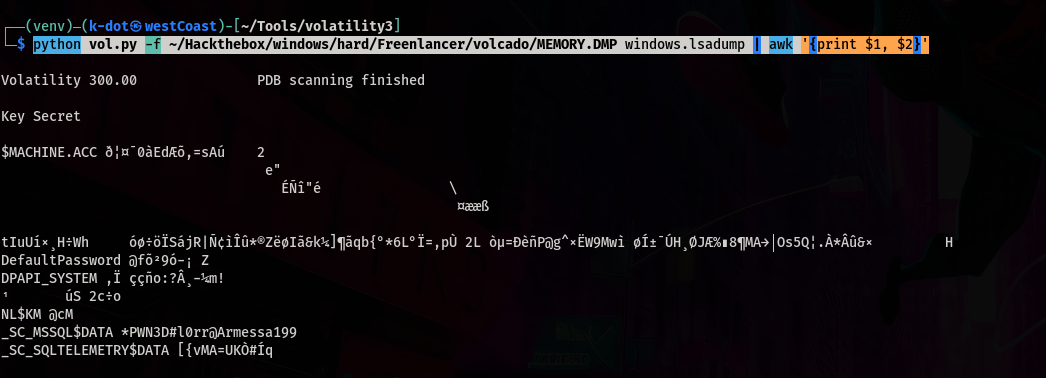 (venv)–(k-dot㉿westCoast)-[~/Tools/volatility3]
$ python vol.py -f ~/Hackthebox/windows/hard/Freenlancer/volcado/MEMORY.DMP windows.lsadump | awk '{print $1, $2}'
Volatility 300.00 PDB scanning finished
Key Secret
$MACHINE.ACC ð¦¤¯0àEdÆõ,=sAú 2
e"
ÉÑî"é \
¤ææß
tIuUí×¸H÷Wh óø÷öÏSájR|Ñ¢ìÎû*®ZëøIã&k¼]¶ãqb{º*6LºÏ=,pÙ 2L òµ=ÐèñP@g^×ËW9Mwì øÍ±¯ÚH¸ØJÆ%▮8¶MA→|Os5Q¦.À*Âû&× H
DefaultPassword @fõ²9ó-¡ Z
DPAPI_SYSTEM ,Ï ççño:?Â¸-¼m!
¹ úS 2c÷o
NL$KM @cM
_SC_MSSQL$DATA *PWN3D#l0rr@Armessa199
_SC_SQLTELEMETRY$DATA [{vMA=UKÒ#Íq